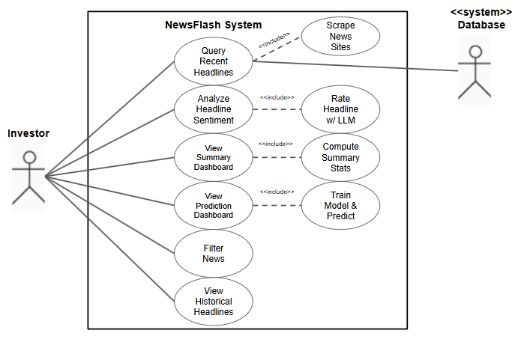 NewsFlash System
<<system>>
Database
Scrape
News
Sites
<<include>>
Query
Recent
Headlines
Analyze
Headline
Sentiment
<<include>>
Rate
Headline
w/ LLM
Investor
View
Summary
Dashboard
<<include>>
Compute
Summary
Stats
View
Prediction
Dashboard
<<include>>
Train
Model &
Predict
Filter
News
View
Historical
Headlines